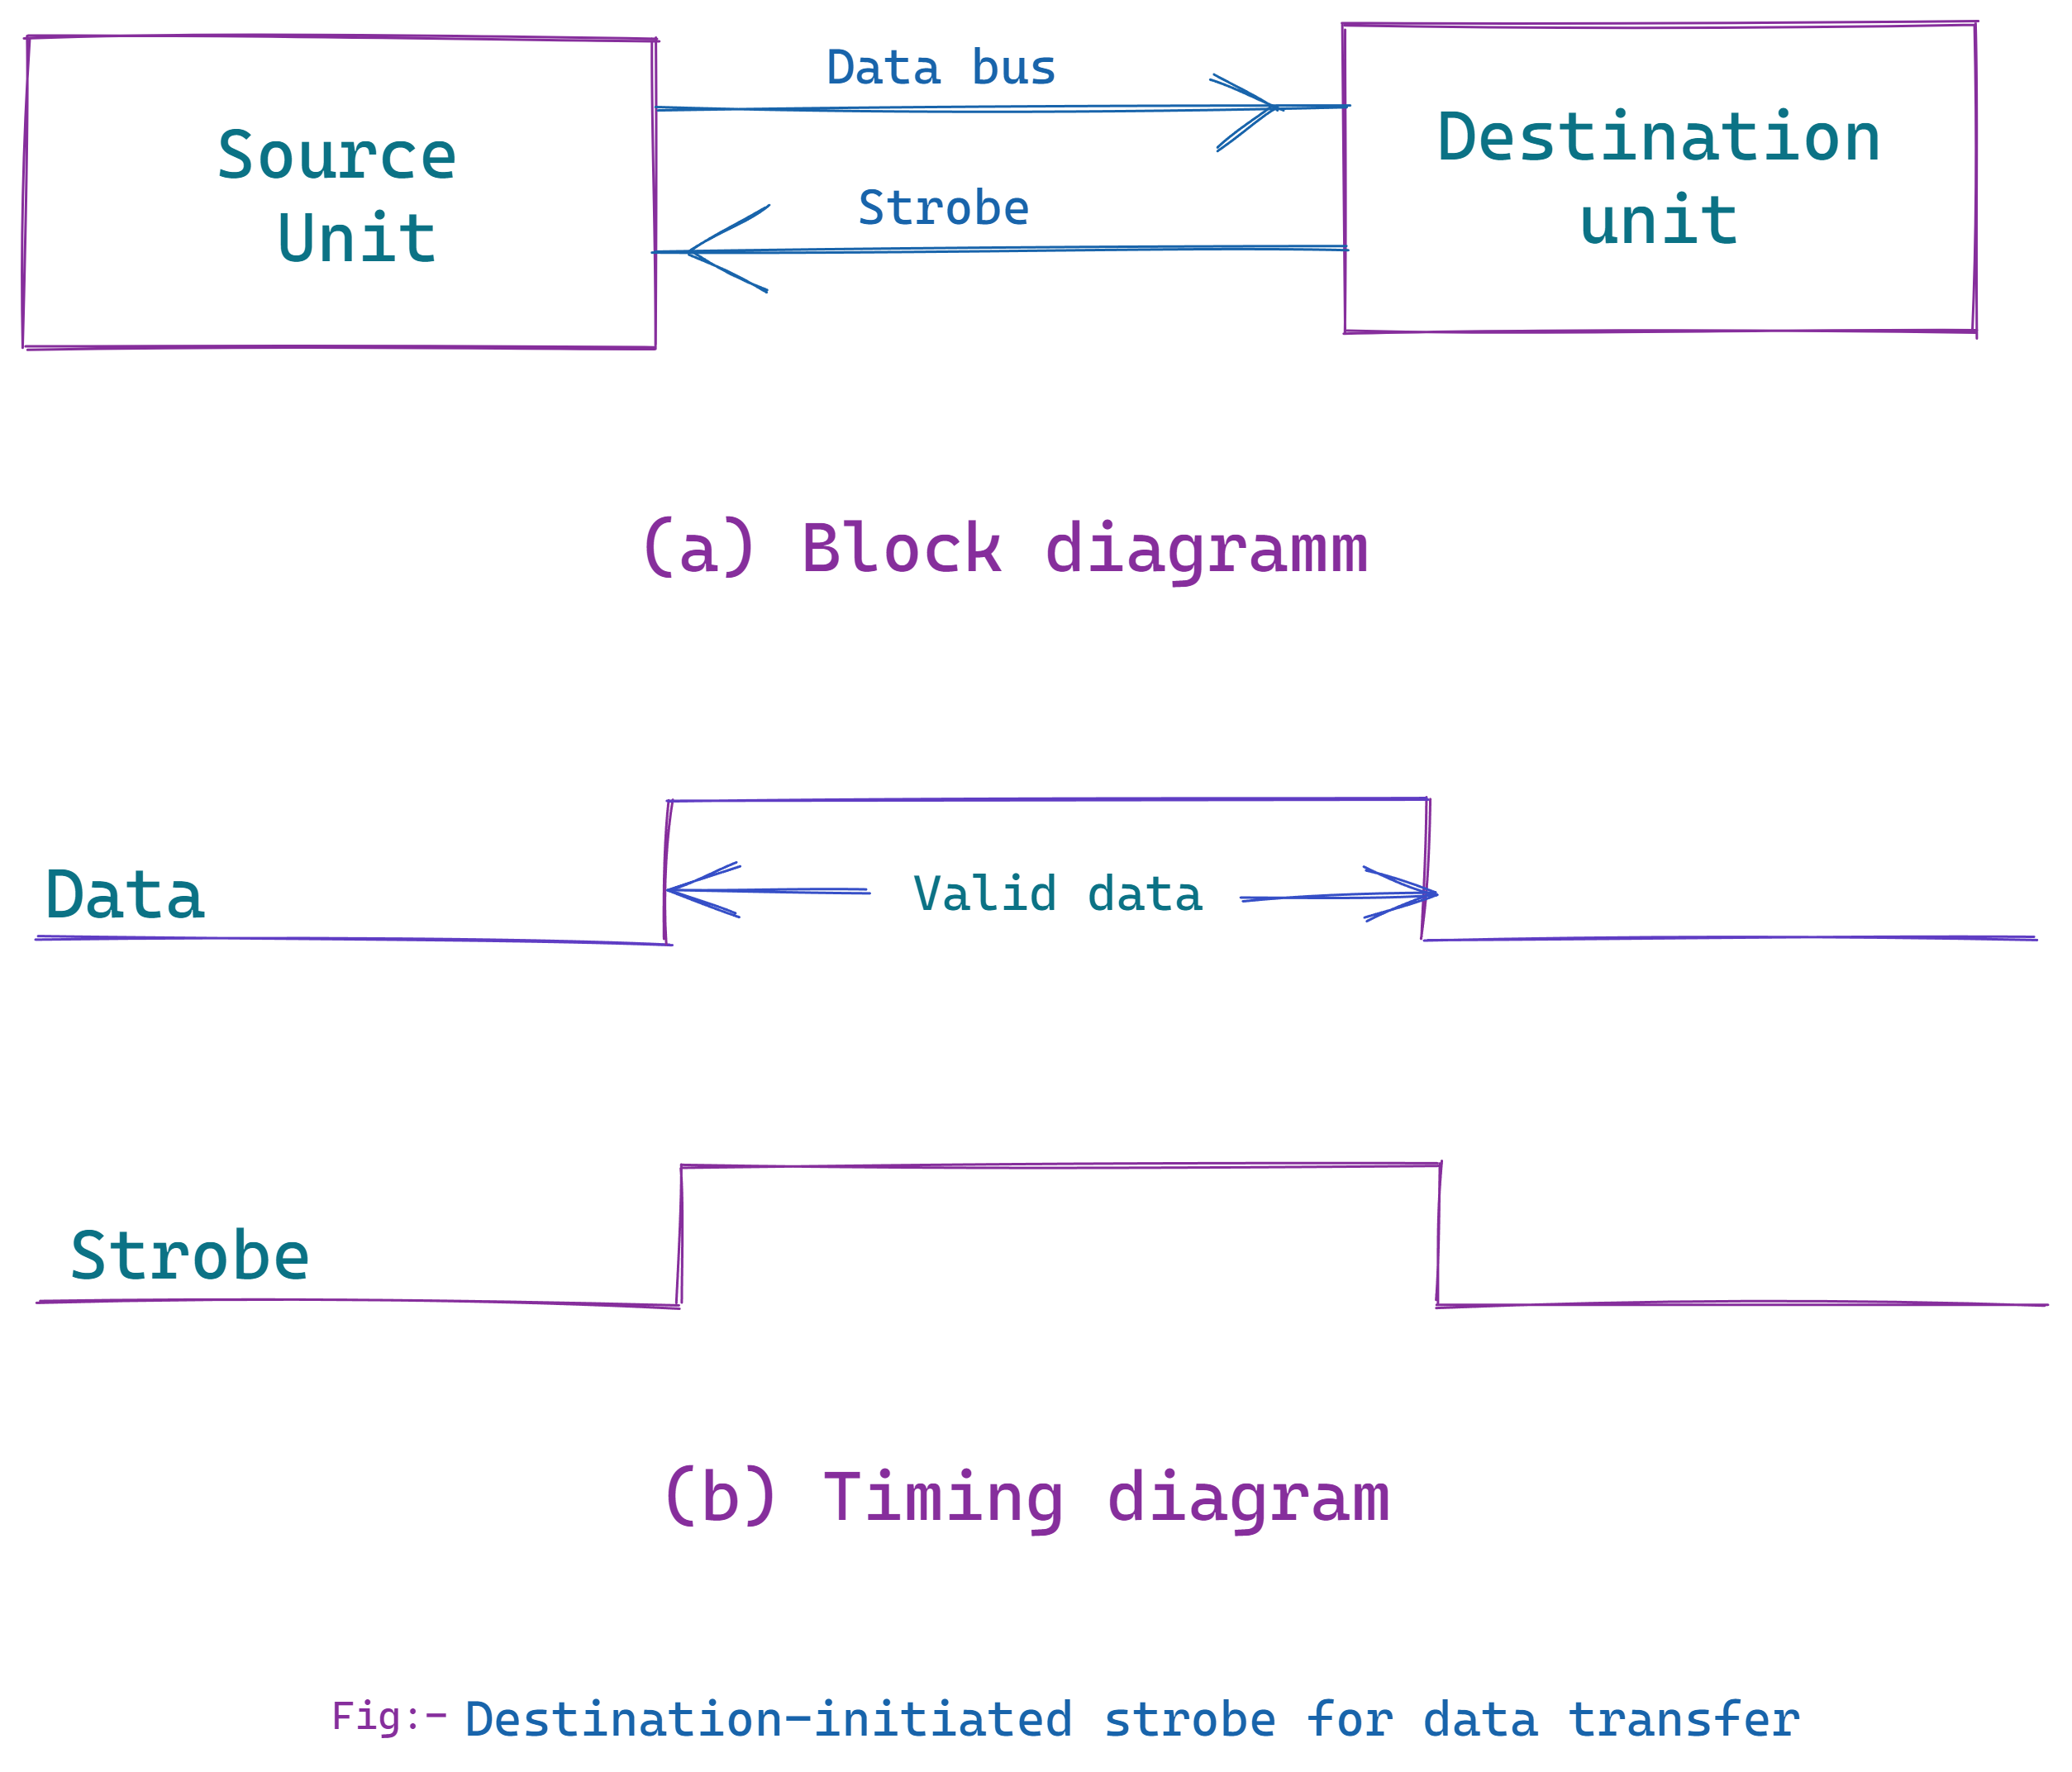 Data bus
Source
Unit
Destination
unit
Strobe
(a) Block diagramm
Data
Valid data
Strobe
(b) Timing diagram
Fig:- Destination-initiated strobe for data transfer